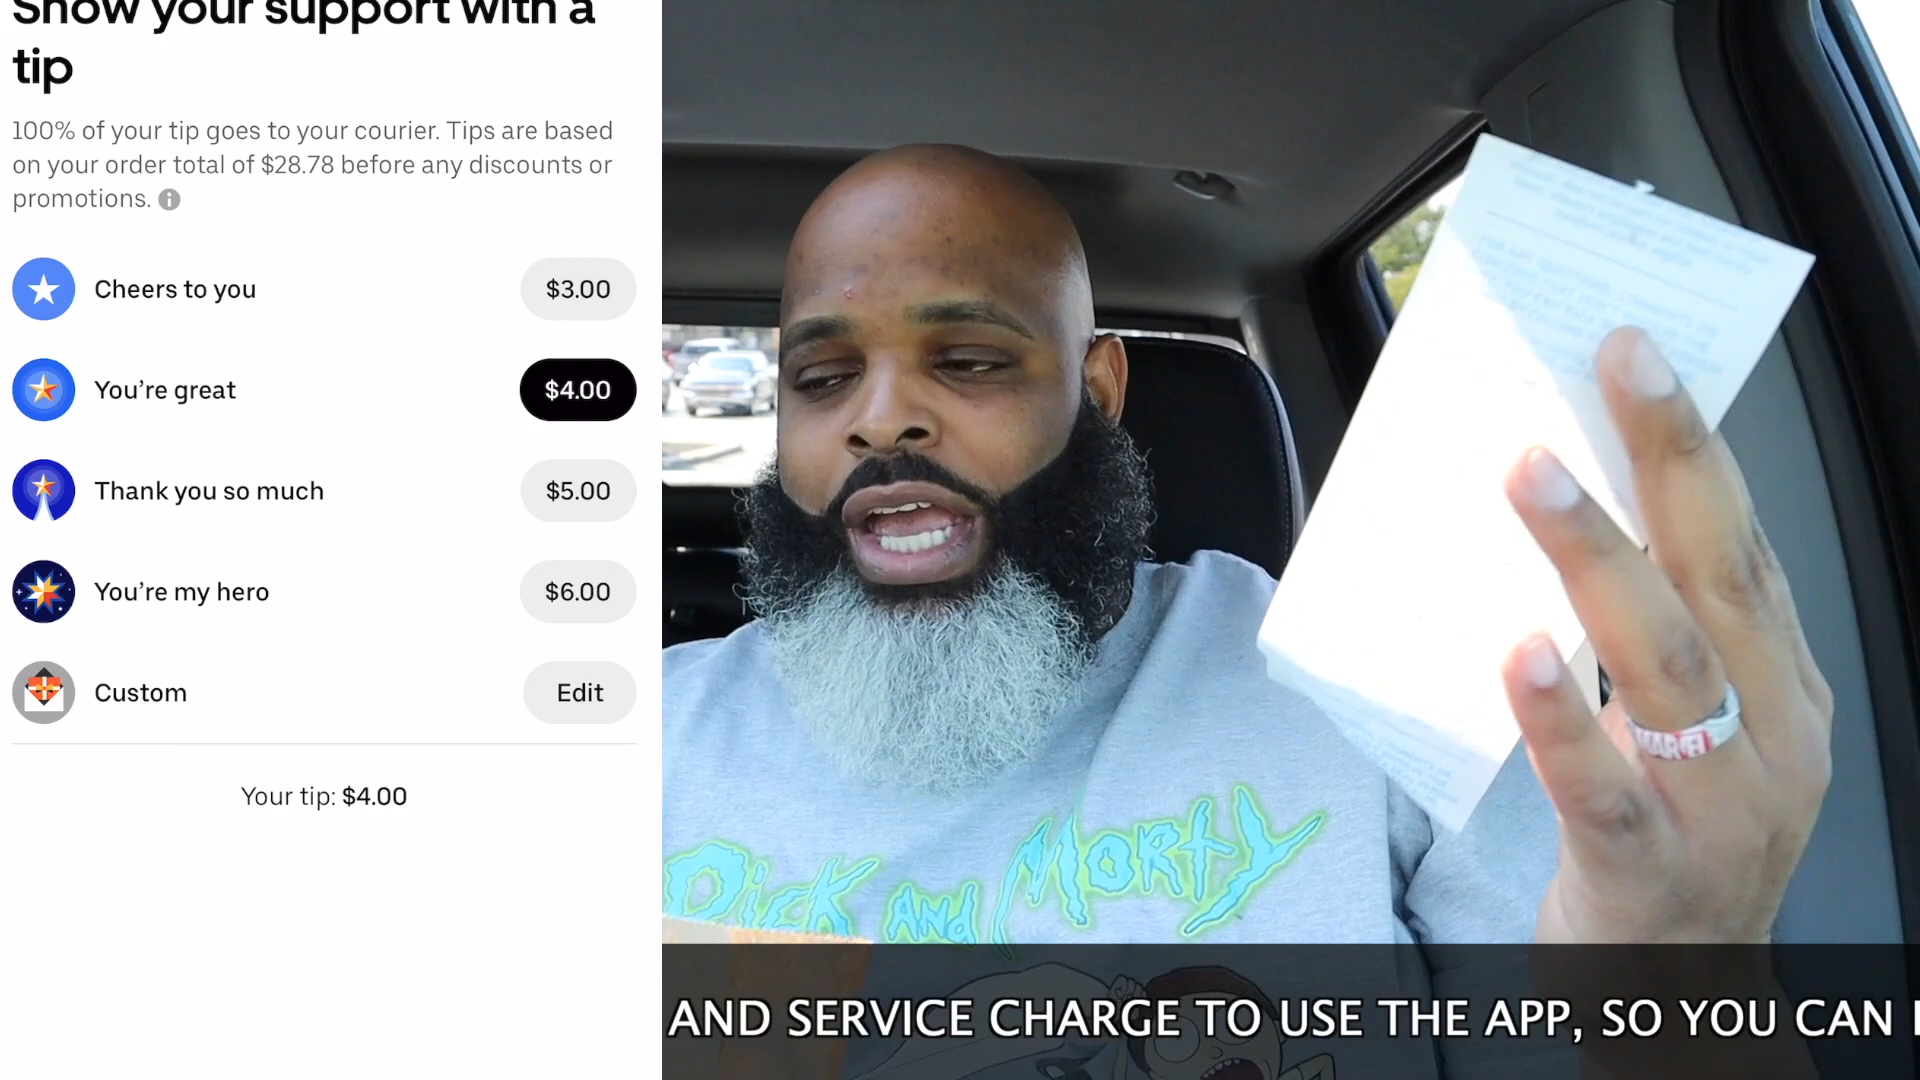 Show your support with a
tip
100% of your tip goes to your courier. Tips are based
on your order total of $28.78 before any discounts or
promotions.
Cheers to you $3.00
You're great $4.00
Thank you so much $5.00
You're my hero $6.00
Custom Edit
Your tip: $4.00
MARVEL
Rick AND MORTY
AND SERVICE CHARGE TO USE THE APP, SO YOU CAN